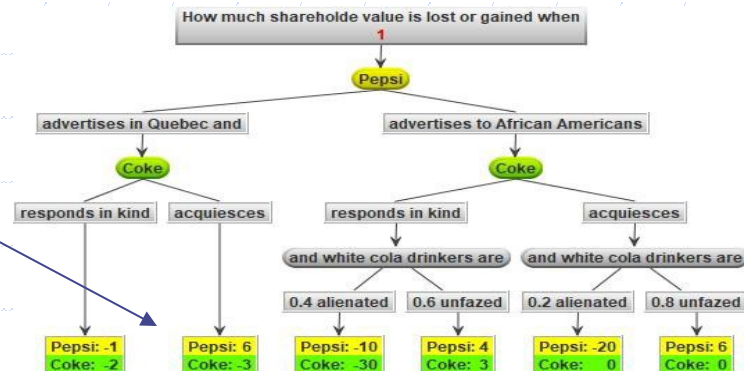 How much shareholde value is lost or gained when
1
Pepsi
advertises in Quebec and
advertises to African Americans
Coke
Coke
responds in kind
acquiesces
responds in kind
acquiesces
and white cola drinkers are
and white cola drinkers are
0.4 alienated
0.6 unfazed
0.2 alienated
0.8 unfazed
Pepsi: -1
Coke: -2
Pepsi: 6
Coke: -3
Pepsi: -10
Coke: -30
Pepsi: 4
Coke: 3
Pepsi: -20
Coke: 0
Pepsi: 6
Coke: 0